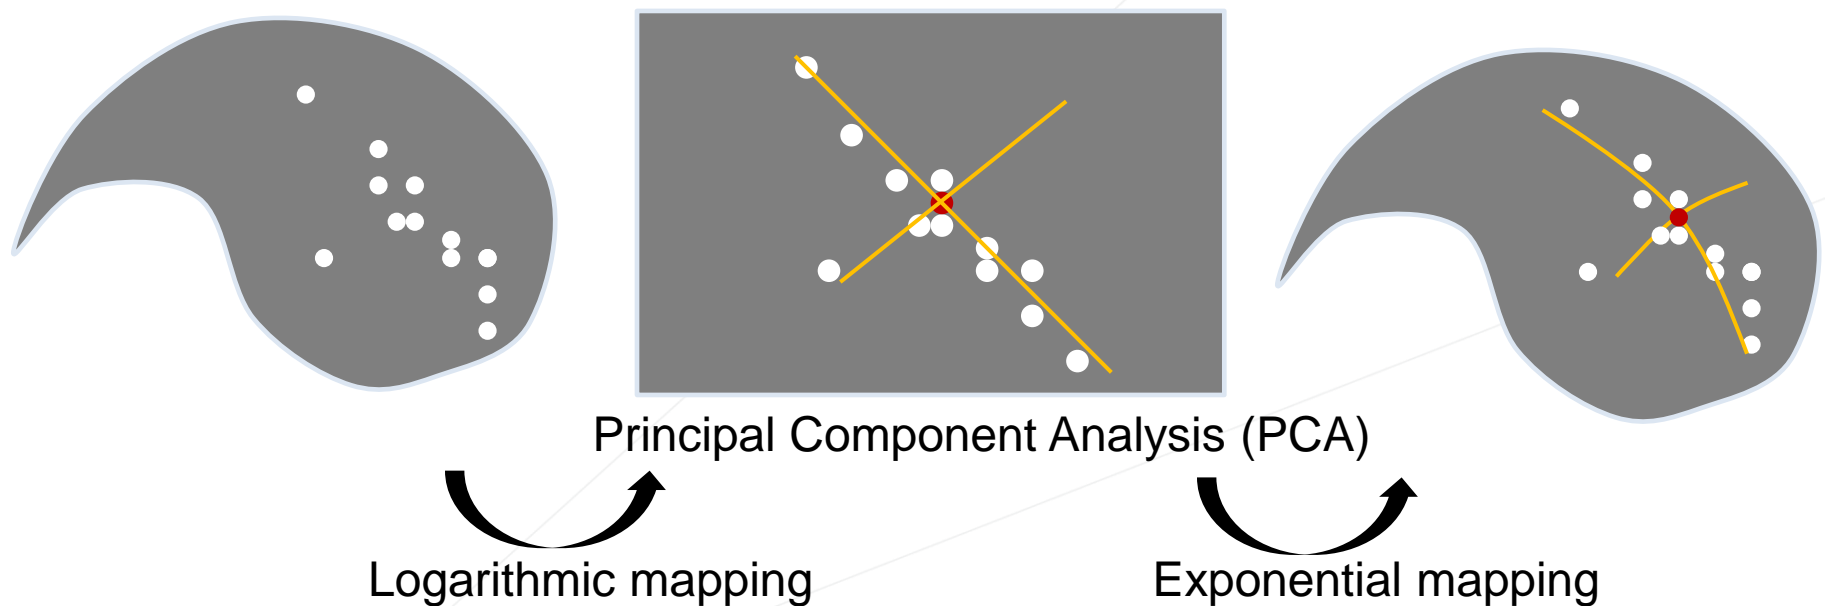 Principal Component Analysis (PCA)
Logarithmic mapping
Exponential mapping